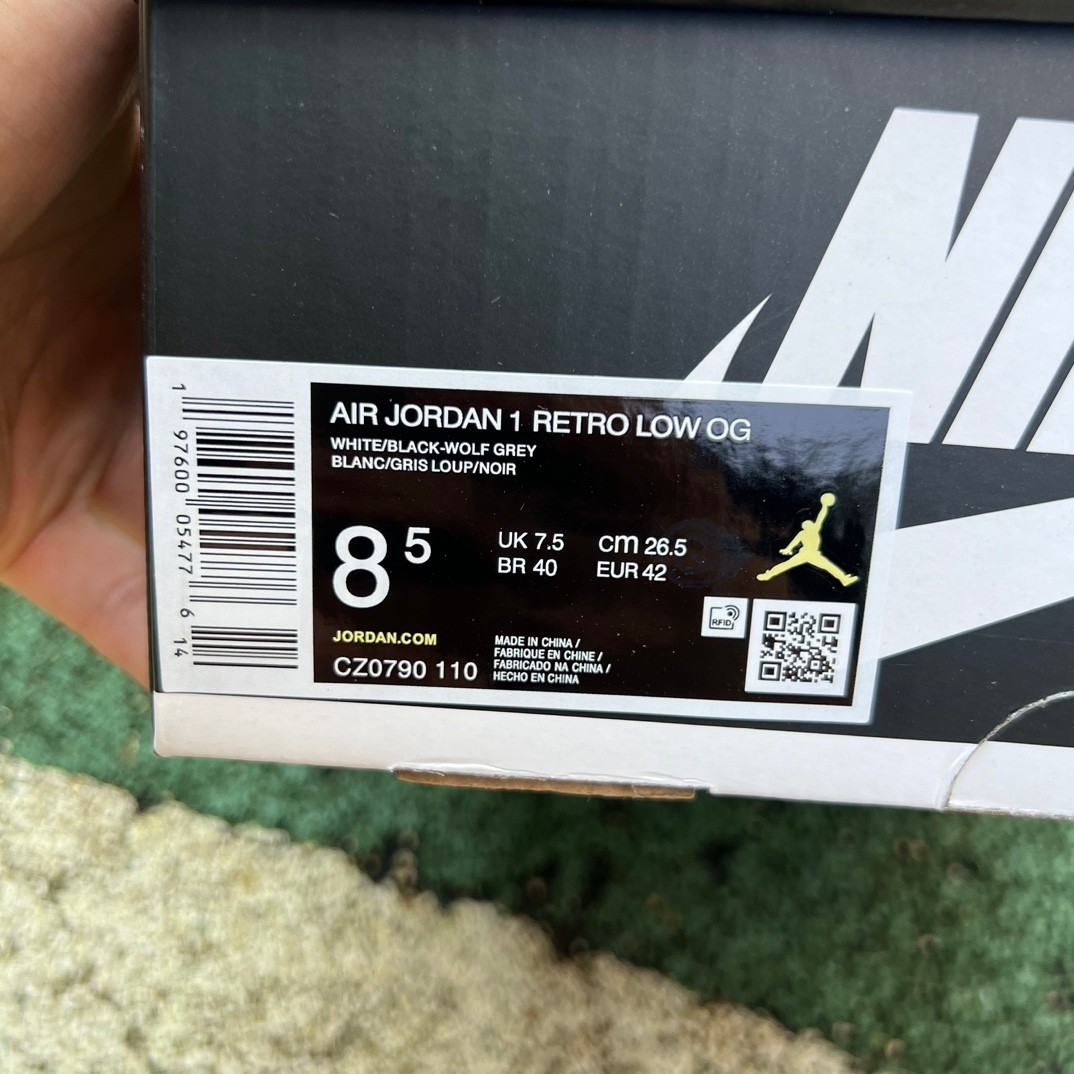 NI
AIR JORDAN 1 RETRO LOW OG
WHITE/BLACK-WOLF GREY
BLANC/GRIS LOUP/NOIR
8 5
UK 7.5 cm 26.5
BR 40 EUR 42
RFID
JORDAN.COM
CZ0790 110
MADE IN CHINA /
FABRIQUE EN CHINE /
FABRICADO NA CHINA /
HECHO EN CHINA
1 97600 05477 6 14